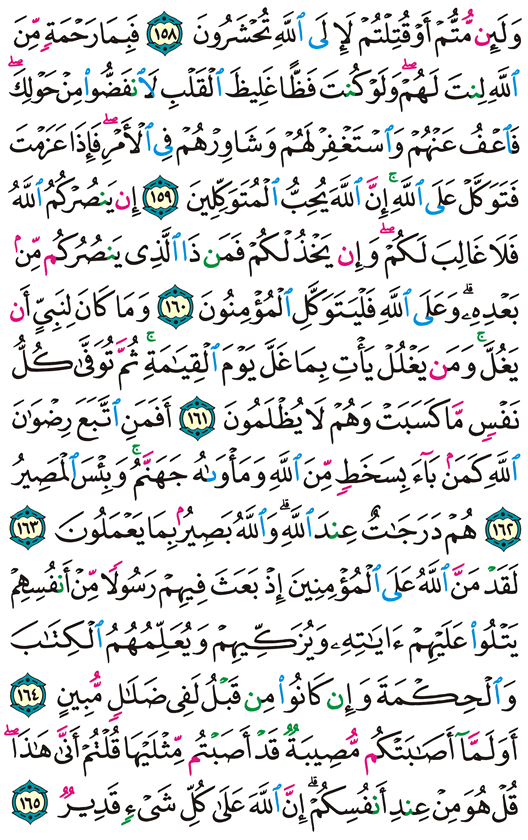 وَلَئِن مُّتُّمْ أَوْ قُتِلْتُمْ لَإِلَى ٱللَّهِ تُحْشَرُونَ ١٥٨ فَبِمَا رَحْمَةٍ مِّنَ
ٱللَّهِ لِنتَ لَهُمْ ۖ وَلَوْ كُنتَ فَظًّا غَلِيظَ ٱلْقَلْبِ لَٱنفَضُّوا۟ مِنْ حَوْلِكَ ۖ
فَٱعْفُ عَنْهُمْ وَٱسْتَغْفِرْ لَهُمْ وَشَاوِرْهُمْ فِى ٱلْأَمْرِ ۖ فَإِذَا عَزَمْتَ
فَتَوَكَّلْ عَلَى ٱللَّهِ ۚ إِنَّ ٱللَّهَ يُحِبُّ ٱلْمُتَوَكِّلِينَ ١٥٩ إِن يَنصُرْكُمُ ٱللَّهُ
فَلَا غَالِبَ لَكُمْ ۖ وَإِن يَخْذُلْكُمْ فَمَن ذَا ٱلَّذِى يَنصُرُكُم مِّنۢ
بَعْدِهِۦ ۗ وَعَلَى ٱللَّهِ فَلْيَتَوَكَّلِ ٱلْمُؤْمِنُونَ ١٦٠ وَمَا كَانَ لِنَبِىٍّ أَن
يَغُلَّ ۚ وَمَن يَغْلُلْ يَأْتِ بِمَا غَلَّ يَوْمَ ٱلْقِيَـٰمَةِ ۚ ثُمَّ تُوَفَّىٰ كُلُّ
نَفْسٍ مَّا كَسَبَتْ وَهُمْ لَا يُظْلَمُونَ ١٦١ أَفَمَنِ ٱتَّبَعَ رِضْوَٰنَ
ٱللَّهِ كَمَنۢ بَآءَ بِسَخَطٍ مِّنَ ٱللَّهِ وَمَأْوَىٰهُ جَهَنَّمُ ۚ وَبِئْسَ ٱلْمَصِيرُ
١٦٢ هُمْ دَرَجَـٰتٌ عِندَ ٱللَّهِ ۗ وَٱللَّهُ بَصِيرٌۢ بِمَا يَعْمَلُونَ ١٦٣
لَقَدْ مَنَّ ٱللَّهُ عَلَى ٱلْمُؤْمِنِينَ إِذْ بَعَثَ فِيهِمْ رَسُولًا مِّنْ أَنفُسِهِمْ
يَتْلُوا۟ عَلَيْهِمْ ءَايَـٰتِهِۦ وَيُزَكِّيهِمْ وَيُعَلِّمُهُمُ ٱلْكِتَـٰبَ
وَٱلْحِكْمَةَ وَإِن كَانُوا۟ مِن قَبْلُ لَفِى ضَلَـٰلٍ مُّبِينٍ ١٦٤
أَوَلَمَّآ أَصَـٰبَتْكُم مُّصِيبَةٌ قَدْ أَصَبْتُم مِّثْلَيْهَا قُلْتُمْ أَنَّىٰ هَـٰذَا ۖ
قُلْ هُوَ مِنْ عِندِ أَنفُسِكُمْ ۗ إِنَّ ٱللَّهَ عَلَىٰ كُلِّ شَىْءٍ قَدِيرٌ ١٦٥